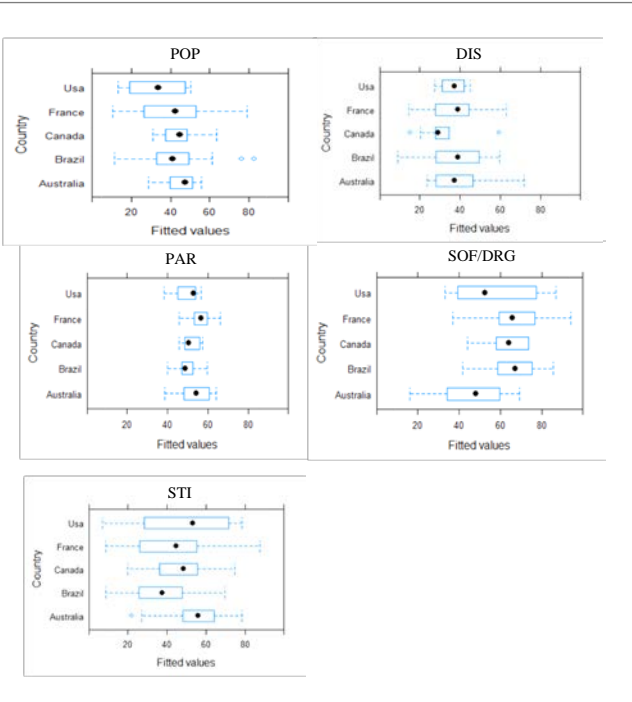 POP
Country
Usa
France
Canada
Brazil
Australia
20 40 60 80
Fitted values
DIS
Country
Usa
France
Canada
Brazil
Australia
20 40 60 80
Fitted values
PAR
Country
Usa
France
Canada
Brazil
Australia
20 40 60 80
Fitted values
SOF/DRG
Country
Usa
France
Canada
Brazil
Australia
20 40 60 80
Fitted values
STI
Country
Usa
France
Canada
Brazil
Australia
20 40 60 80
Fitted values